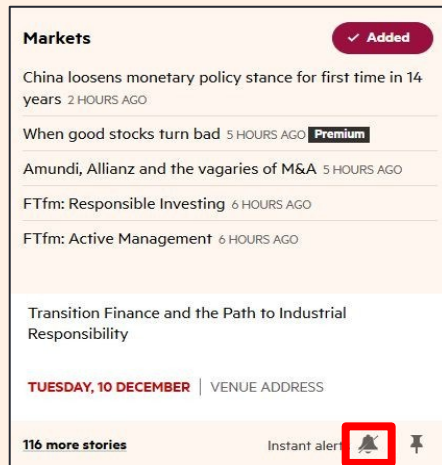 Markets
Added
China loosens monetary policy stance for first time in 14
years 2 HOURS AGO
When good stocks turn bad 5 HOURS AGO Premium
Amundi, Allianz and the vagaries of M&A 5 HOURS AGO
FTfm: Responsible Investing 6 HOURS AGO
FTfm: Active Management 6 HOURS AGO
Transition Finance and the Path to Industrial
Responsibility
TUESDAY, 10 DECEMBER | VENUE ADDRESS
116 more stories
Instant alert